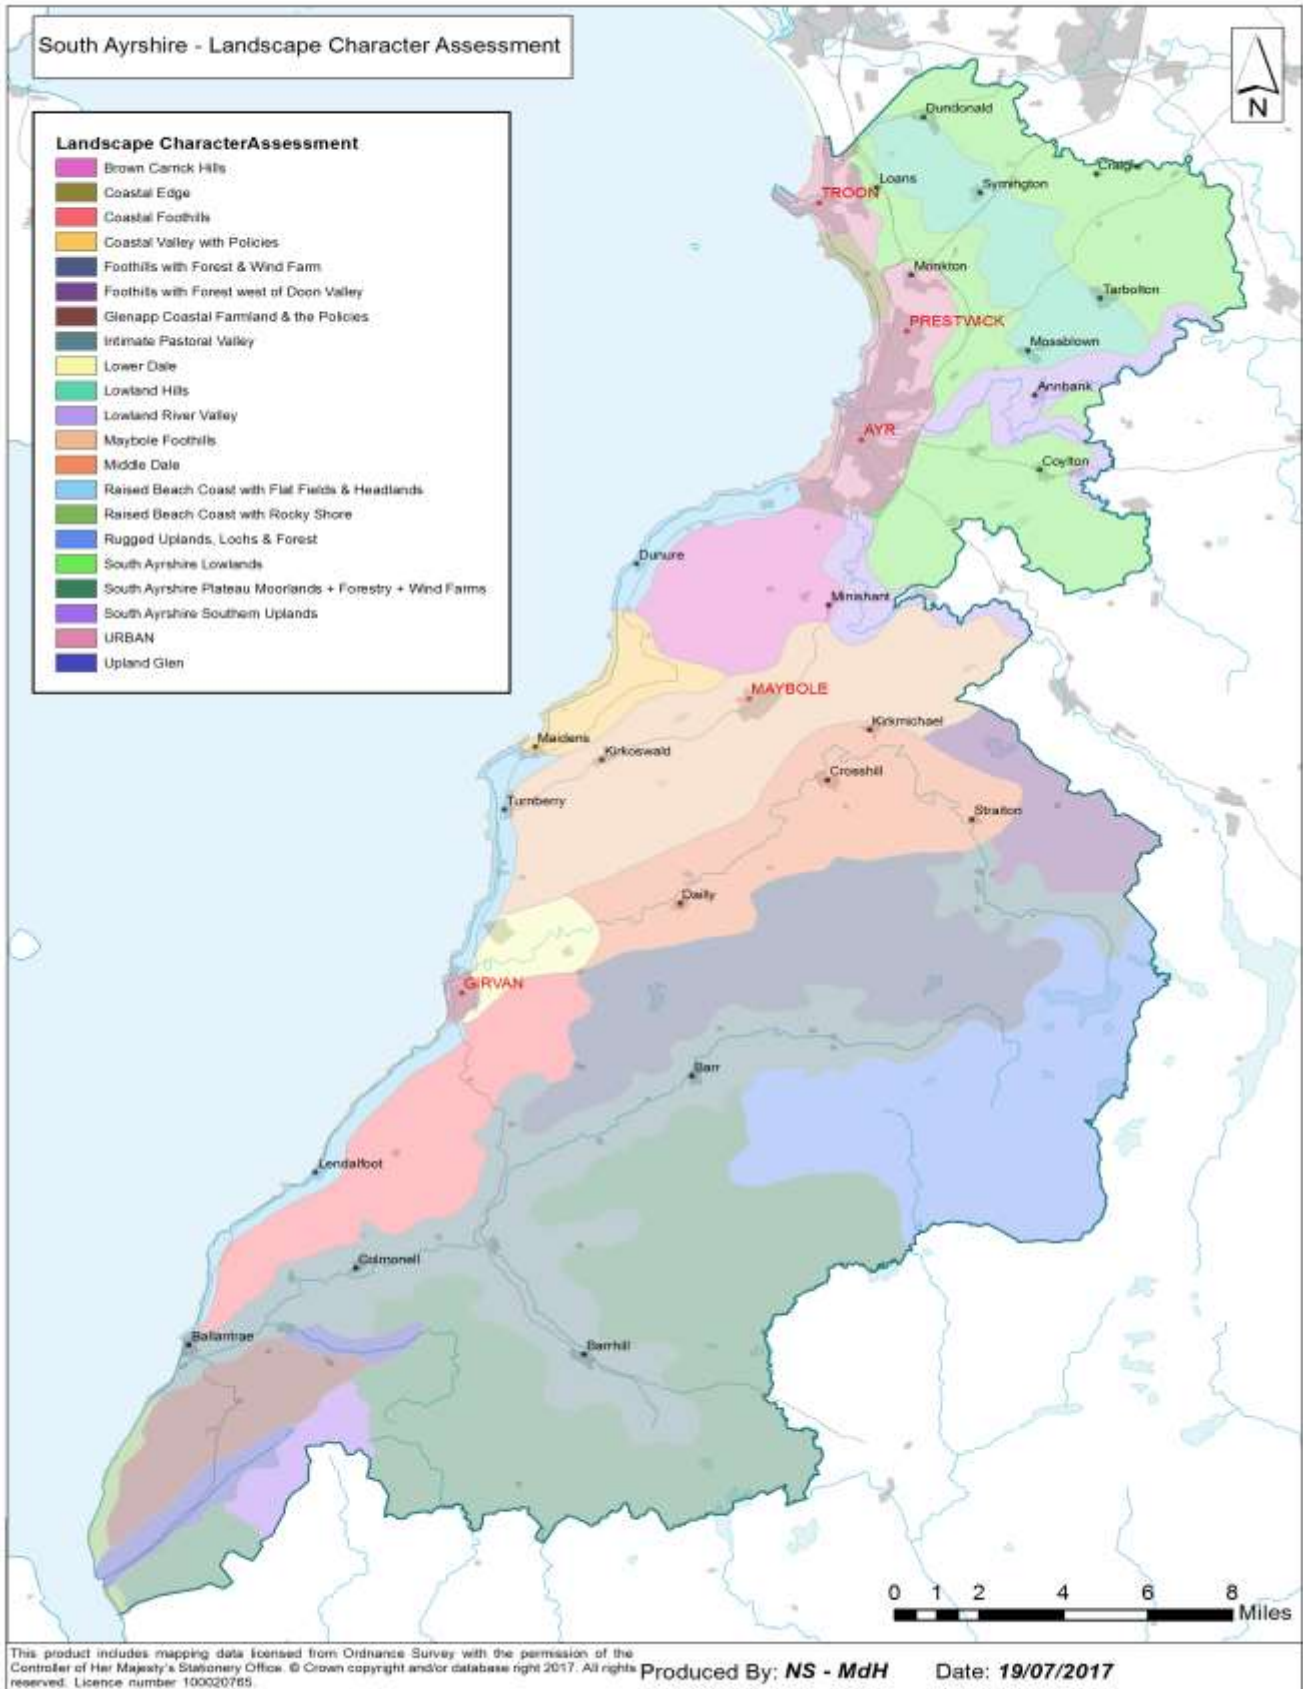 South Ayrshire - Landscape Character Assessment
N
Landscape CharacterAssessment
Brown Carrick Hills
Coastal Edge
Coastal Foothills
Coastal Valley with Policies
Foothills with Forest & Wind Farm
Foothills with Forest west of Doon Valley
Glenapp Coastal Farmland & the Policies
Intimate Pastoral Valley
Lower Dale
Lowland Hills
Lowland River Valley
Maybole Foothills
Middle Dale
Raised Beach Coast with Flat Fields & Headlands
Raised Beach Coast with Rocky Shore
Rugged Uplands, Lochs & Forest
South Ayrshire Lowlands
South Ayrshire Plateau Moorlands + Forestry + Wind Farms
South Ayrshire Southern Uplands
URBAN
Upland Glen
Dundonald
Craigie
Loans
Symington
TROON
Monkton
Tarbolton
PRESTWICK
Mossblown
Annbank
AYR
Coylton
Dunure
Minishant
MAYBOLE
Kirkmichael
Maidens
Kirkoswald
Crosshill
Turnberry
Straiton
Dailly
GIRVAN
Barr
Lendalfoot
Colmonell
Ballantrae
Barrhill
0 1 2 4 6 8
Miles
This product includes mapping data licensed from Ordnance Survey with the permission of the
Controller of Her Majesty's Stationery Office. © Crown copyright and/or database right 2017. All rights
reserved. Licence number 100020765.
Produced By: NS - MdH Date: 19/07/2017